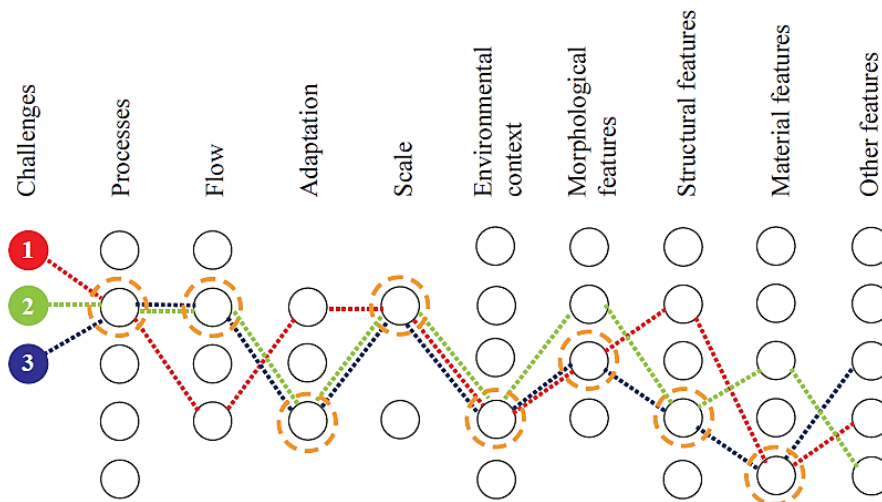 Challenges
Processes
Flow
Adaptation
Scale
Environmental
context
Morphological
features
Structural features
Material features
Other features
1
2
3